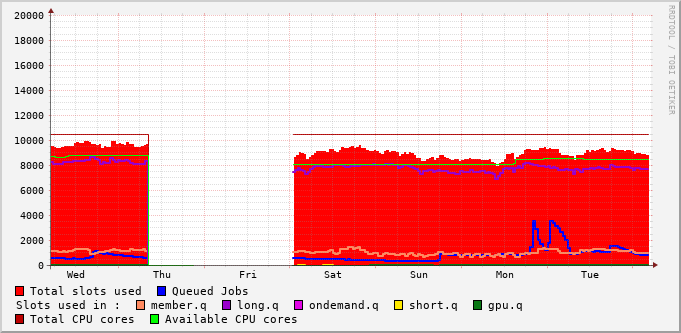 RRDTOOL / TOBI OETIKER
20000
18000
16000
14000
12000
10000
8000
6000
4000
2000
0
Wed Thu Fri Sat Sun Mon Tue
Total slots used Queued Jobs
Slots used in : member.q long.q ondemand.q short.q gpu.q
Total CPU cores Available CPU cores